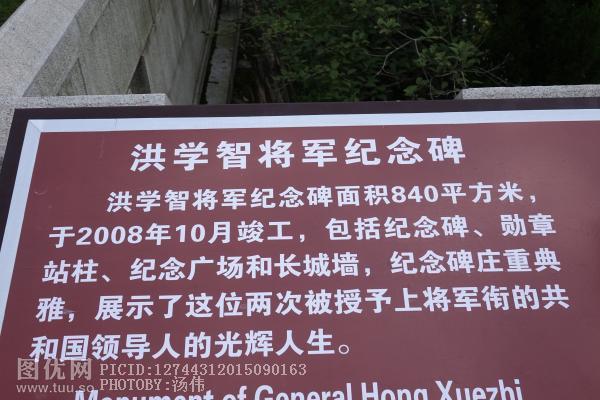 洪学智将军纪念碑
洪学智将军纪念碑面积840平方米，
于2008年10月竣工，包括纪念碑、勋章
站柱、纪念广场和长城墙，纪念碑庄重典
雅，展示了这位两次被授予上将军衔的共
和国领导人的光辉人生。
Monument of General Hong Xuezhi
图优网
www.tuu.so
PICID:12744312015090163
PHOTOBY:汤伟